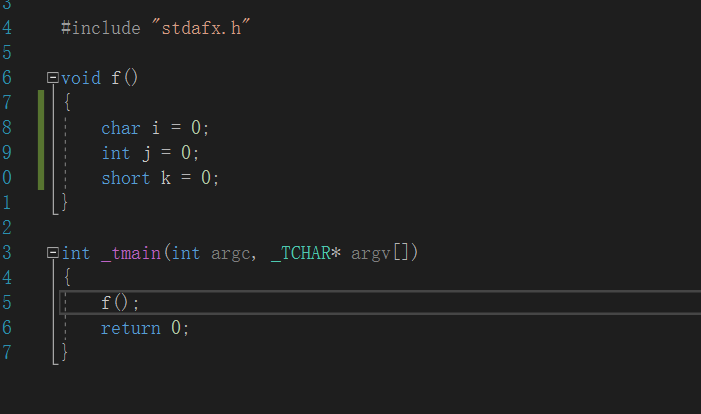 3
4 #include "stdafx.h"
5
6 void f()
7 {
8 char i = 0;
9 int j = 0;
0 short k = 0;
1 }
2
3 int _tmain(int argc, _TCHAR* argv[])
4 {
5 f();
6 return 0;
7 }